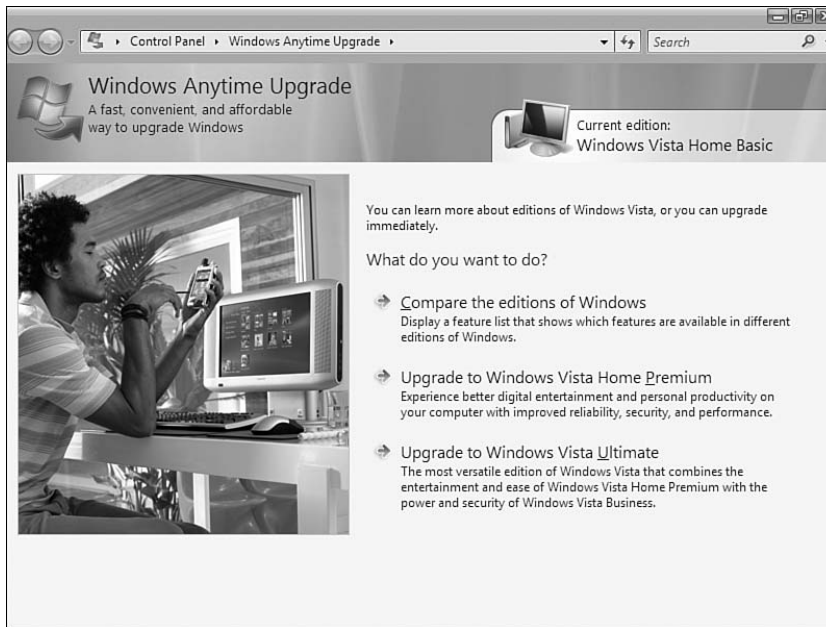 Control Panel ▸ Windows Anytime Upgrade ▸
Search
Windows Anytime Upgrade
A fast, convenient, and affordable
way to upgrade Windows
Current edition:
Windows Vista Home Basic
You can learn more about editions of Windows Vista, or you can upgrade
immediately.
What do you want to do?
Compare the editions of Windows
Display a feature list that shows which features are available in different
editions of Windows.
Upgrade to Windows Vista Home Premium
Experience better digital entertainment and personal productivity on
your computer with improved reliability, security, and performance.
Upgrade to Windows Vista Ultimate
The most versatile edition of Windows Vista that combines the
entertainment and ease of Windows Vista Home Premium with the
power and security of Windows Vista Business.